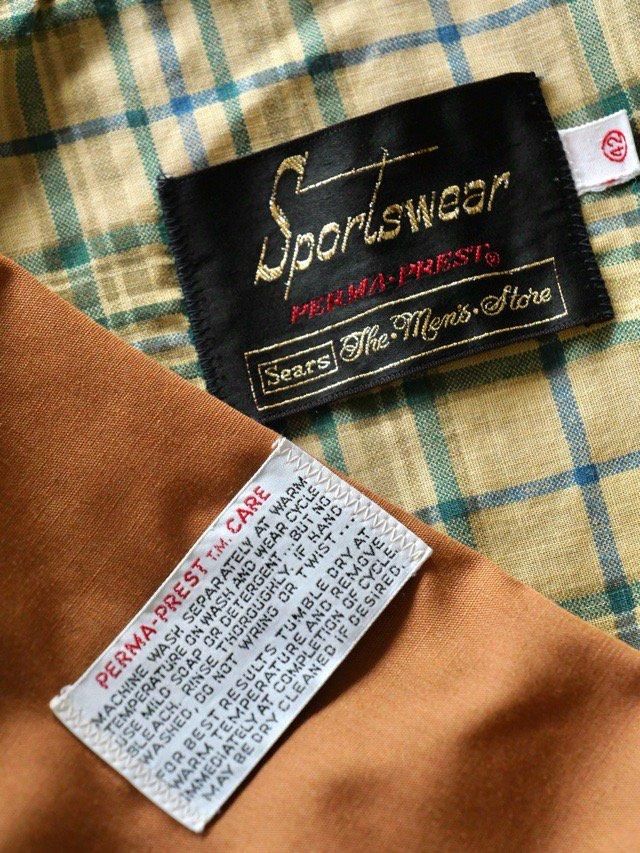 Sportswear
PERMA-PREST®
Sears The·Men's·Store
42
PERMA-PREST T.M. CARE
MACHINE WASH SEPARATELY AT WARM
TEMPERATURE ON WASH AND WEAR CYCLE.
USE MILD SOAP OR DETERGENT...BUT NO
BLEACH. RINSE THOROUGHLY. IF HAND
WASHED, DO NOT WRING OR TWIST.
FOR BEST RESULTS TUMBLE DRY AT
WARM TEMPERATURE AND REMOVE
IMMEDIATELY AT COMPLETION OF CYCLE.
MAY BE DRY CLEANED IF DESIRED.